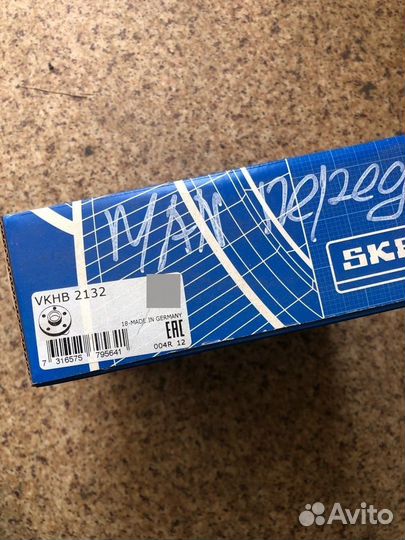 MAN перед
SKF
VKHB 2132
18-MADE IN GERMANY
EAC
7 316575 795641
004R 12
Avito